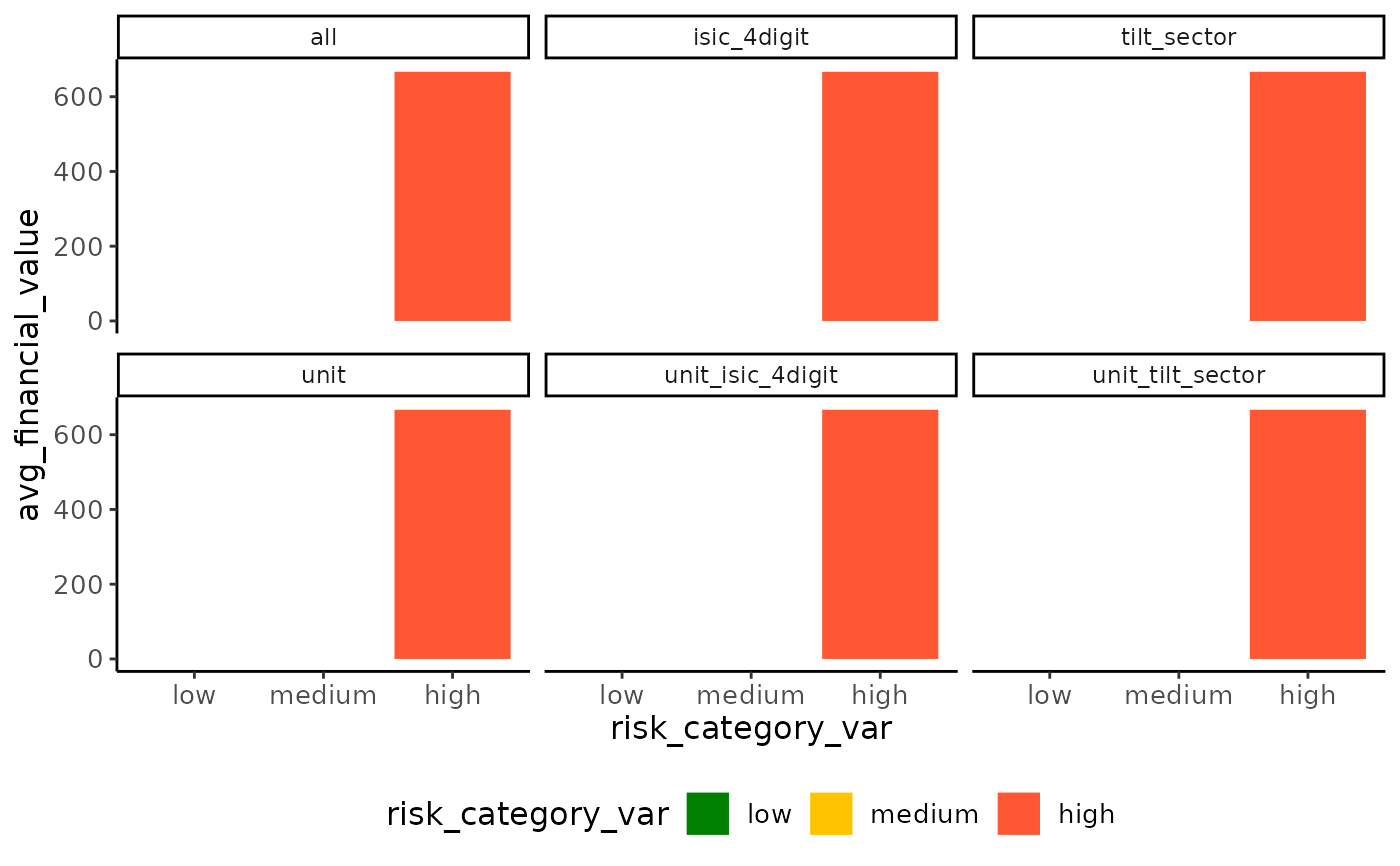 all isic_4digit tilt_sector
600
400
200
0
unit unit_isic_4digit unit_tilt_sector
600
400
200
0
avg_financial_value
low medium high low medium high low medium high
risk_category_var
risk_category_var low medium high